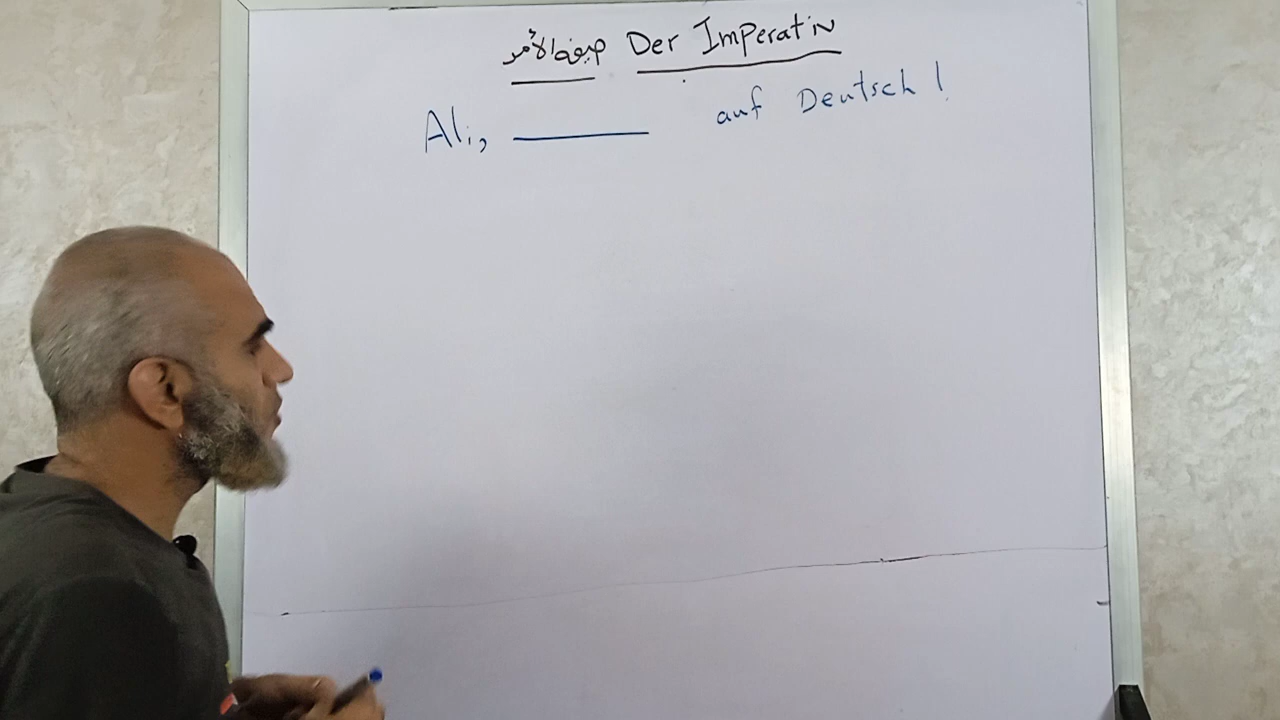 صيغة الأمر Der Imperativ
Ali, ______ auf Deutsch !